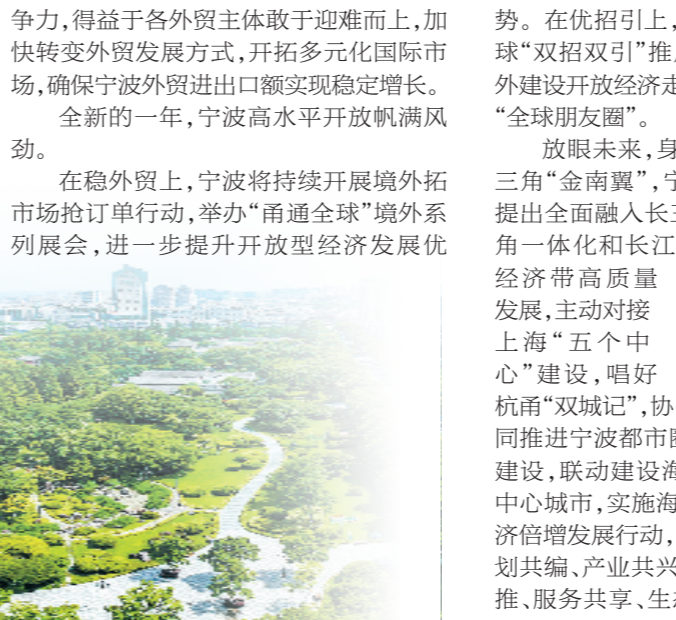 争力,得益于各外贸主体敢于迎难而上,加
快转变外贸发展方式,开拓多元化国际市
场,确保宁波外贸进出口额实现稳定增长。
全新的一年,宁波高水平开放帆满风
劲。
在稳外贸上,宁波将持续开展境外拓
市场抢订单行动,举办“甬通全球”境外系
列展会,进一步提升开放型经济发展优
势。在优招引上,
球“双招双引”推
外建设开放经济走
“全球朋友圈”。
放眼未来,身
三角“金南翼”,宁
提出全面融入长三
角一体化和长江
经济带高质量
发展,主动对接
上海“五个中
心”建设,唱好
杭甬“双城记”,协
同推进宁波都市圈
建设,联动建设海
中心城市,实施海
济倍增发展行动,
划共编、产业共兴
推、服务共享、生态